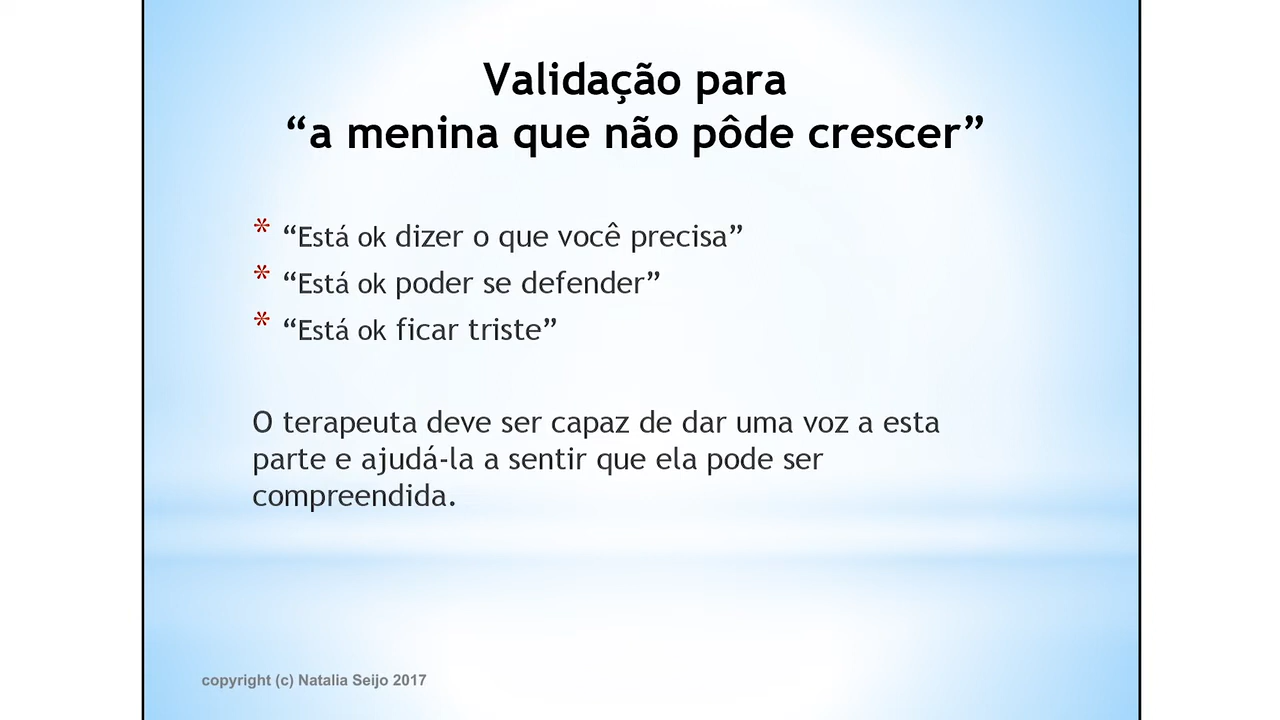 Validação para
“a menina que não pôde crescer”
* “Está ok dizer o que você precisa”
* “Está ok poder se defender”
* “Está ok ficar triste”
O terapeuta deve ser capaz de dar uma voz a esta
parte e ajudá-la a sentir que ela pode ser
compreendida.
copyright (c) Natalia Seijo 2017